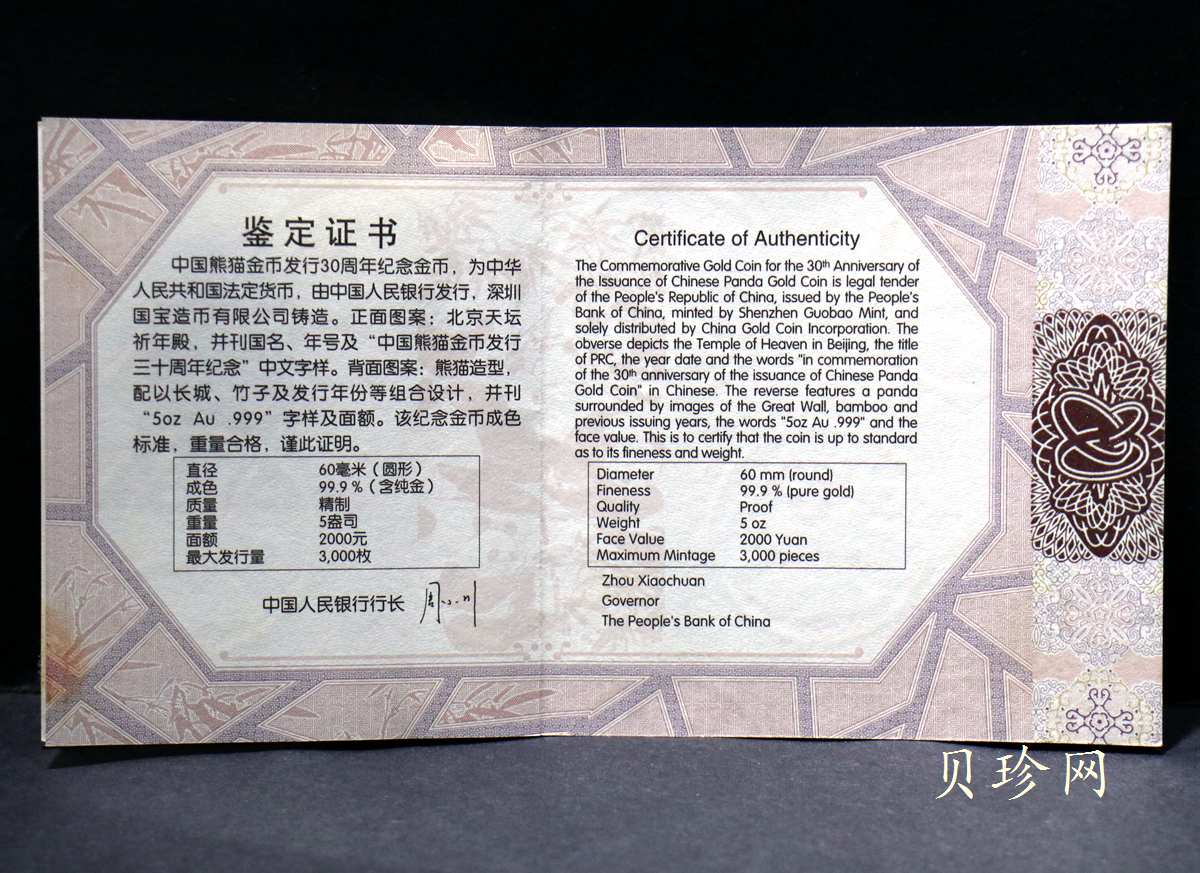 鉴定证书
中国熊猫金币发行30周年纪念金币，为中华
人民共和国法定货币，由中国人民银行发行，深圳
国宝造币有限公司铸造。正面图案：北京天坛
祈年殿，并刊国名、年号及“中国熊猫金币发行
三十周年纪念”中文字样。背面图案：熊猫造型，
配以长城、竹子及发行年份等组合设计，并刊
“5oz Au .999”字样及面额。该纪念金币成色
标准，重量合格，谨此证明。
直径 60毫米（圆形）
成色 99.9％（含纯金）
质量 精制
重量 5盎司
面额 2000元
最大发行量 3,000枚
中国人民银行行长
Certificate of Authenticity
The Commemorative Gold Coin for the 30th Anniversary of
the Issuance of Chinese Panda Gold Coin is legal tender
of the People's Republic of China, issued by the People's
Bank of China, minted by Shenzhen Guobao Mint, and
solely distributed by China Gold Coin Incorporation. The
obverse depicts the Temple of Heaven in Beijing, the title
of PRC, the year date and the words "in commemoration
of the 30th anniversary of the issuance of Chinese Panda
Gold Coin" in Chinese. The reverse features a panda
surrounded by images of the Great Wall, bamboo and
previous issuing years, the words "5oz Au .999" and the
face value. This is to certify that the coin is up to standard
as to its fineness and weight.
Diameter 60 mm (round)
Fineness 99.9 % (pure gold)
Quality Proof
Weight 5 oz
Face Value 2000 Yuan
Maximum Mintage 3,000 pieces
Zhou Xiaochuan
Governor
The People's Bank of China
贝珍网